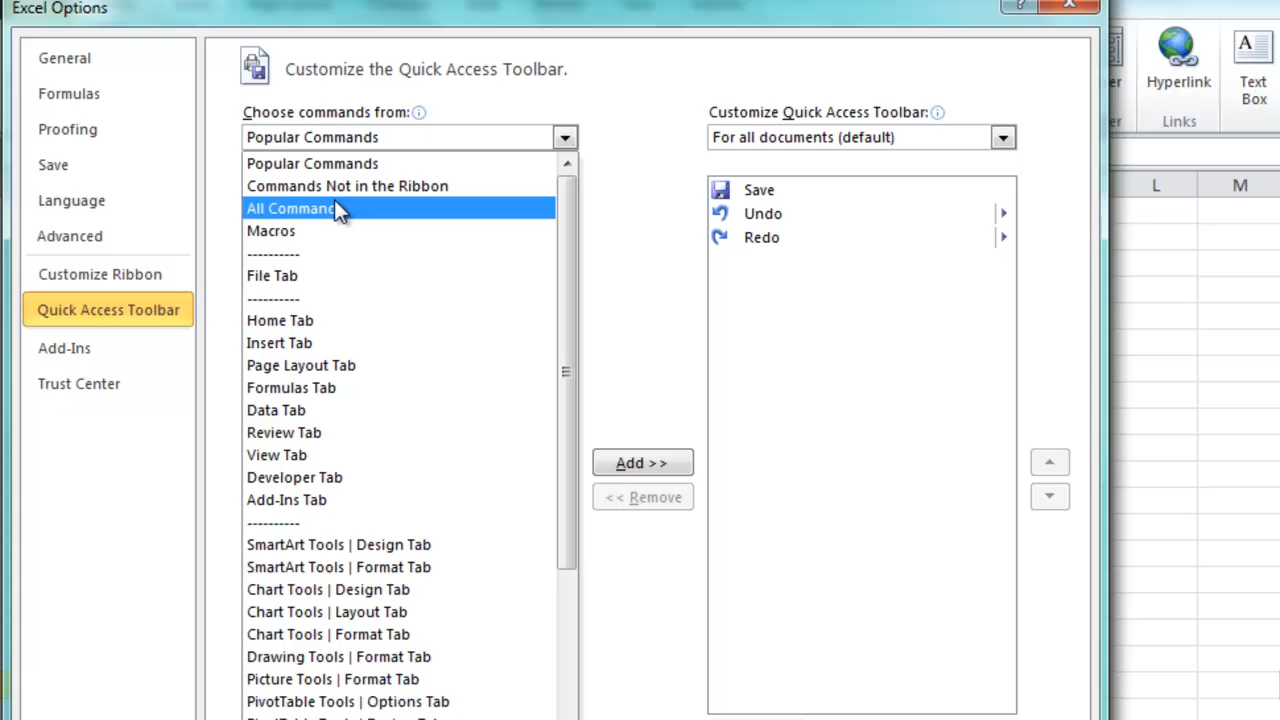 Excel Options
?
x
General
Formulas
Proofing
Save
Language
Advanced
Customize Ribbon
Quick Access Toolbar
Add-Ins
Trust Center
Customize the Quick Access Toolbar.
Choose commands from:
Popular Commands
Popular Commands
Commands Not in the Ribbon
All Comman
Macros
----------
File Tab
----------
Home Tab
Insert Tab
Page Layout Tab
Formulas Tab
Data Tab
Review Tab
View Tab
Developer Tab
Add-Ins Tab
----------
SmartArt Tools | Design Tab
SmartArt Tools | Format Tab
Chart Tools | Design Tab
Chart Tools | Layout Tab
Chart Tools | Format Tab
Drawing Tools | Format Tab
Picture Tools | Format Tab
PivotTable Tools | Options Tab
Add >>
<< Remove
Customize Quick Access Toolbar:
For all documents (default)
Save
Undo
Redo
er
Hyperlink
Text
Box
A
er
Links
L
M